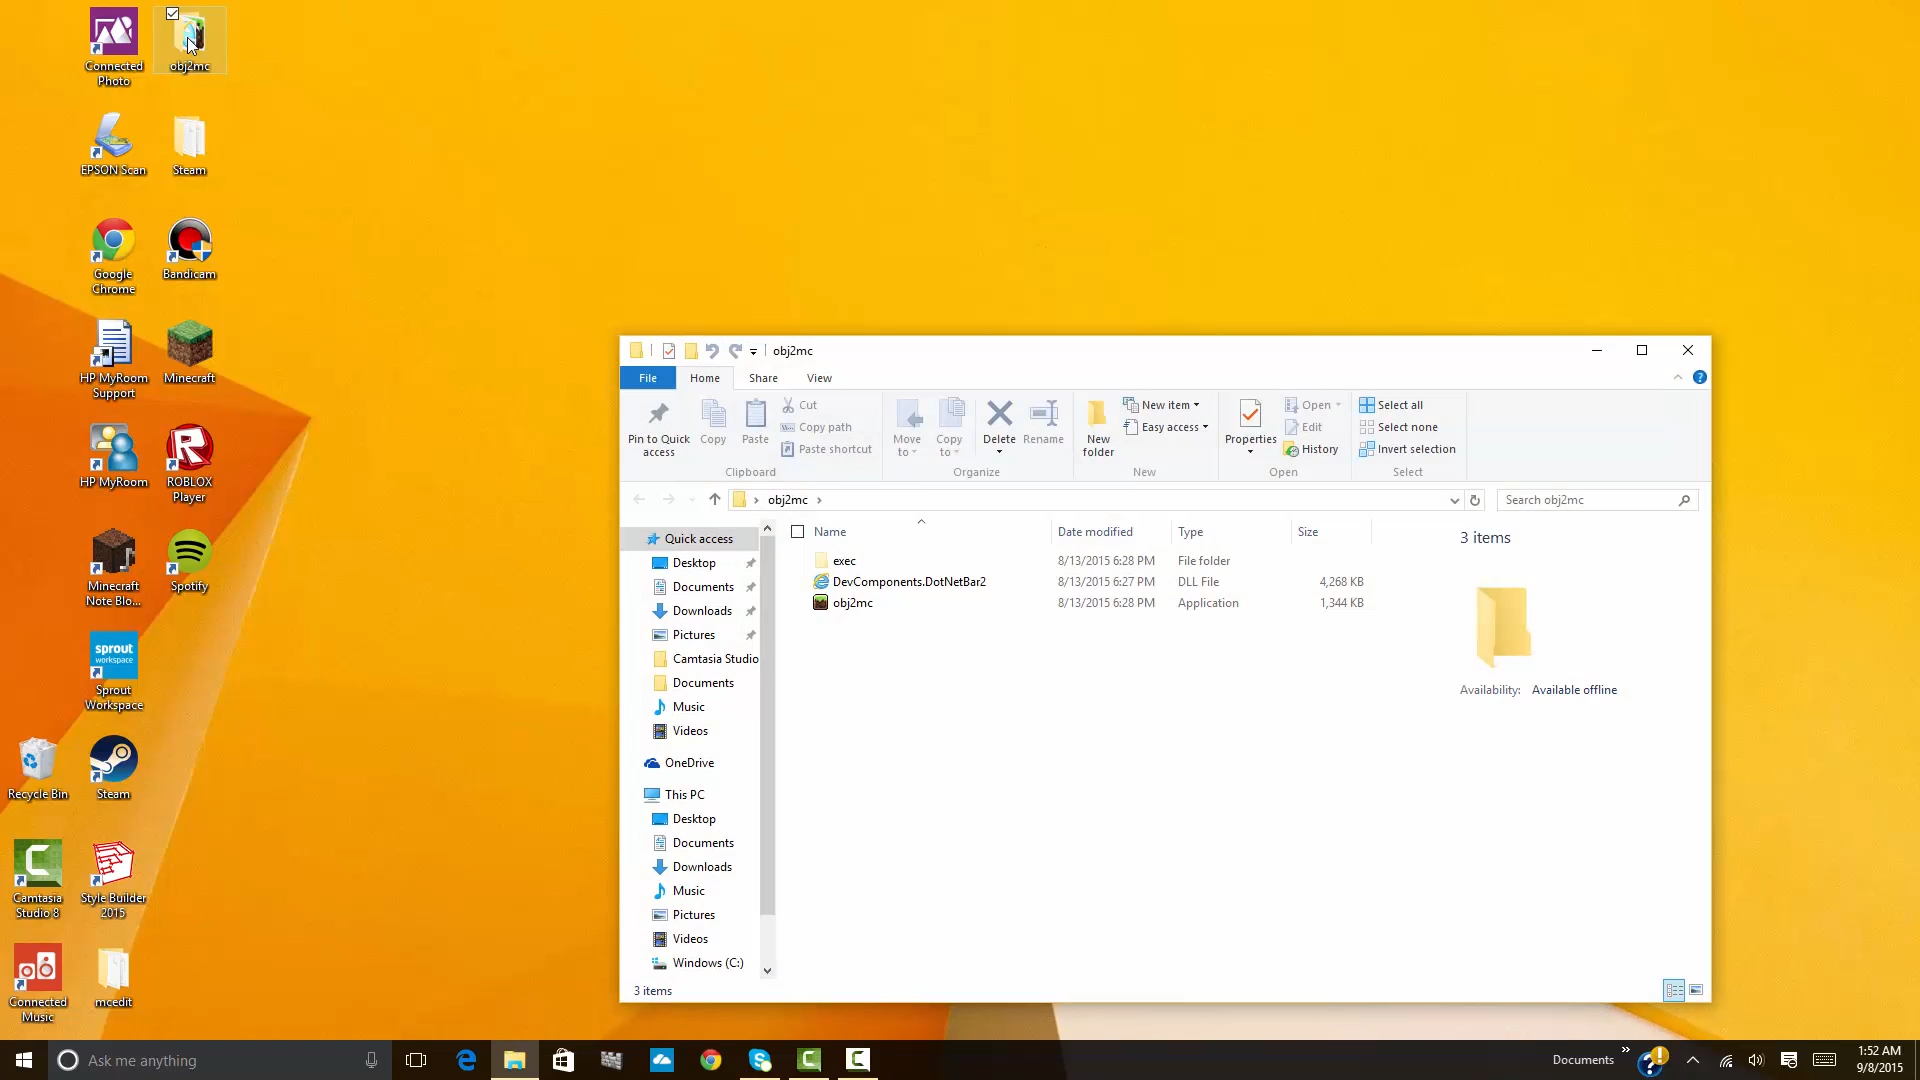 Connected
Photo
obj2mc
EPSON Scan
Steam
Google
Chrome
Bandicam
HP MyRoom
Support
Minecraft
HP MyRoom
ROBLOX
Player
Minecraft
Note Blo...
Spotify
sprout
workspace
Sprout
Workspace
Recycle Bin
Steam
Camtasia
Studio 8
Style Builder
2015
Connected
Music
mcedit
obj2mc
File
Home
Share
View
Pin to Quick
access
Copy
Paste
Cut
Copy path
Paste shortcut
Clipboard
Move
to
Copy
to
Delete
Rename
Organize
New
folder
New item
Easy access
New
Properties
Open
Edit
History
Open
Select all
Select none
Invert selection
Select
obj2mc
Search obj2mc
Quick access
Desktop
Documents
Downloads
Pictures
Camtasia Studio
Documents
Music
Videos
OneDrive
This PC
Desktop
Documents
Downloads
Music
Pictures
Videos
Windows (C:)
Name
Date modified
Type
Size
exec
8/13/2015 6:28 PM
File folder
DevComponents.DotNetBar2
8/13/2015 6:27 PM
DLL File
4,268 KB
obj2mc
8/13/2015 6:28 PM
Application
1,344 KB
3 items
Availability:
Available offline
3 items
Ask me anything
Documents
1:52 AM
9/8/2015